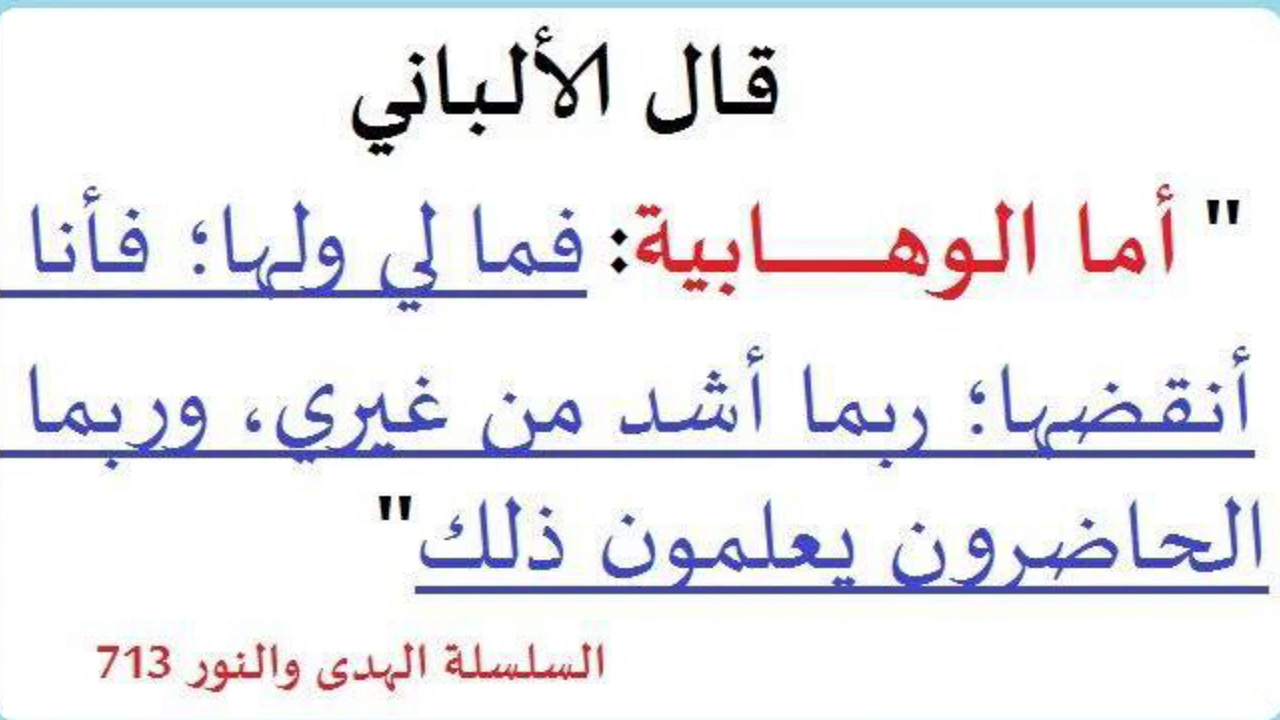 قال الألباني
" أما الوهـــــابية: فما لي ولها؛ فأنا
أنقضها؛ ربما أشد من غيري، وربما
الحاضرون يعلمون ذلك"
السلسلة الهدى والنور 713